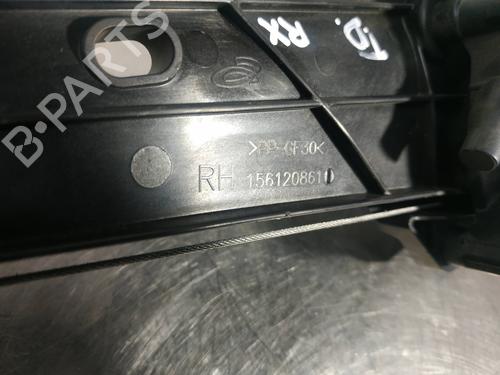 T.D. RX
>PP-GF30<
RH 156120861
B-PARTS